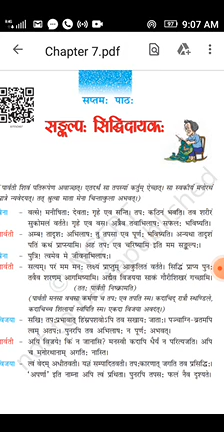 9:07 AM
Chapter 7.pdf
सप्तमः पाठः
सङ्कल्पः सिद्धिदायकः
पार्वती शिवं पतिरूपेण अवाञ्छत्। एतदर्थं सा तपस्यां कर्तुम् ऐच्छत्। सा स्वकीयं मनोरथं
मात्रे न्यवेदयत्। तत् श्रुत्वा माता मेना चिन्ताकुला अभवत्।
मेना - वत्से! मनीषिताः देवताः गृहे एव सन्ति। तपः कठिनं भवति। तव शरीरं
सुकोमलं वर्तते। गृहे एव वस। अत्रैव तवाभिलाषः सफलः भविष्यति।
पार्वती - अम्ब! तादृशः अभिलाषः तु तपसा एव पूर्णः भविष्यति। अन्यथा तादृशं
पतिं कथं प्राप्स्यामि। अहं तपः एव चरिष्यामि इति मम सङ्कल्पः।
मेना - पुत्रि! त्वमेव मे जीवनाभिलाषः।
पार्वती - सत्यम्। परं मम मनः लक्ष्यं प्राप्तुम् आकुलितं वर्तते। सिद्धिं प्राप्य पुनः
तवैव शरणम् आगमिष्यामि। अद्यैव विजयया साकं गौरीशिखरं गच्छामि।
(ततः पार्वती निष्क्रामति)
(पार्वती मनसा वचसा कर्मणा च तपः एव तपति स्म। कदाचिद् रात्रौ स्थण्डिले,
कदाचिच्च शिलायां स्वपिति स्म। एकदा विजया अवदत्।)
विजया - सखि! तपःप्रभावात् हिंस्रपशवोऽपि तव सखायः जाताः। पञ्चाग्नि-व्रतमपि
त्वम् अतपः। पुनरपि तव अभिलाषः न पूर्णः अभवत्।
पार्वती - अयि विजये! किं न जानासि? मनस्वी कदापि धैर्यं न परित्यजति। अपि
च मनोरथानाम् अगतिः नास्ति।
विजया - त्वं वेदम् अधीतवती। यज्ञं सम्पादितवती। तपःकारणात् जगति तव प्रसिद्धिः।
'अपर्णा' इति नाम्ना अपि त्वं प्रथिता। पुनरपि तपसः फलं नैव दृश्यते।